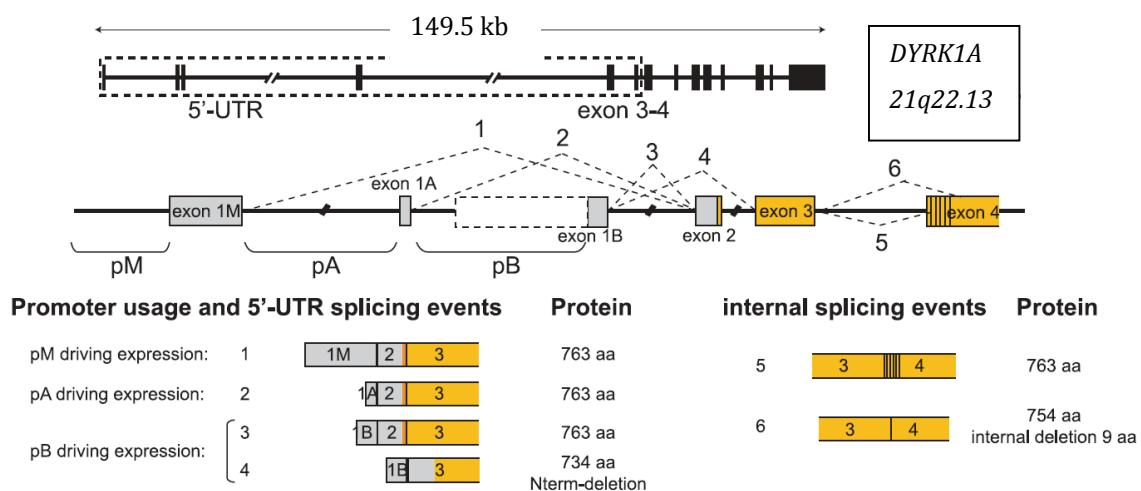 149.5 kb
DYRK1A
21q22.13
5'-UTR
exon 3-4
1
2
3
4
6
exon 1A
exon 1M
exon 1B
exon 2
exon 3
exon 4
5
pM
pA
pB
Promoter usage and 5'-UTR splicing events
Protein
internal splicing events
Protein
pM driving expression: 1 1M 2 3 763 aa
5 3 4 763 aa
pA driving expression: 2 1A 2 3 763 aa
pB driving expression:
3 1B 2 3 763 aa
4 1B 3 734 aa
Nterm-deletion
6 3 4 754 aa
internal deletion 9 aa